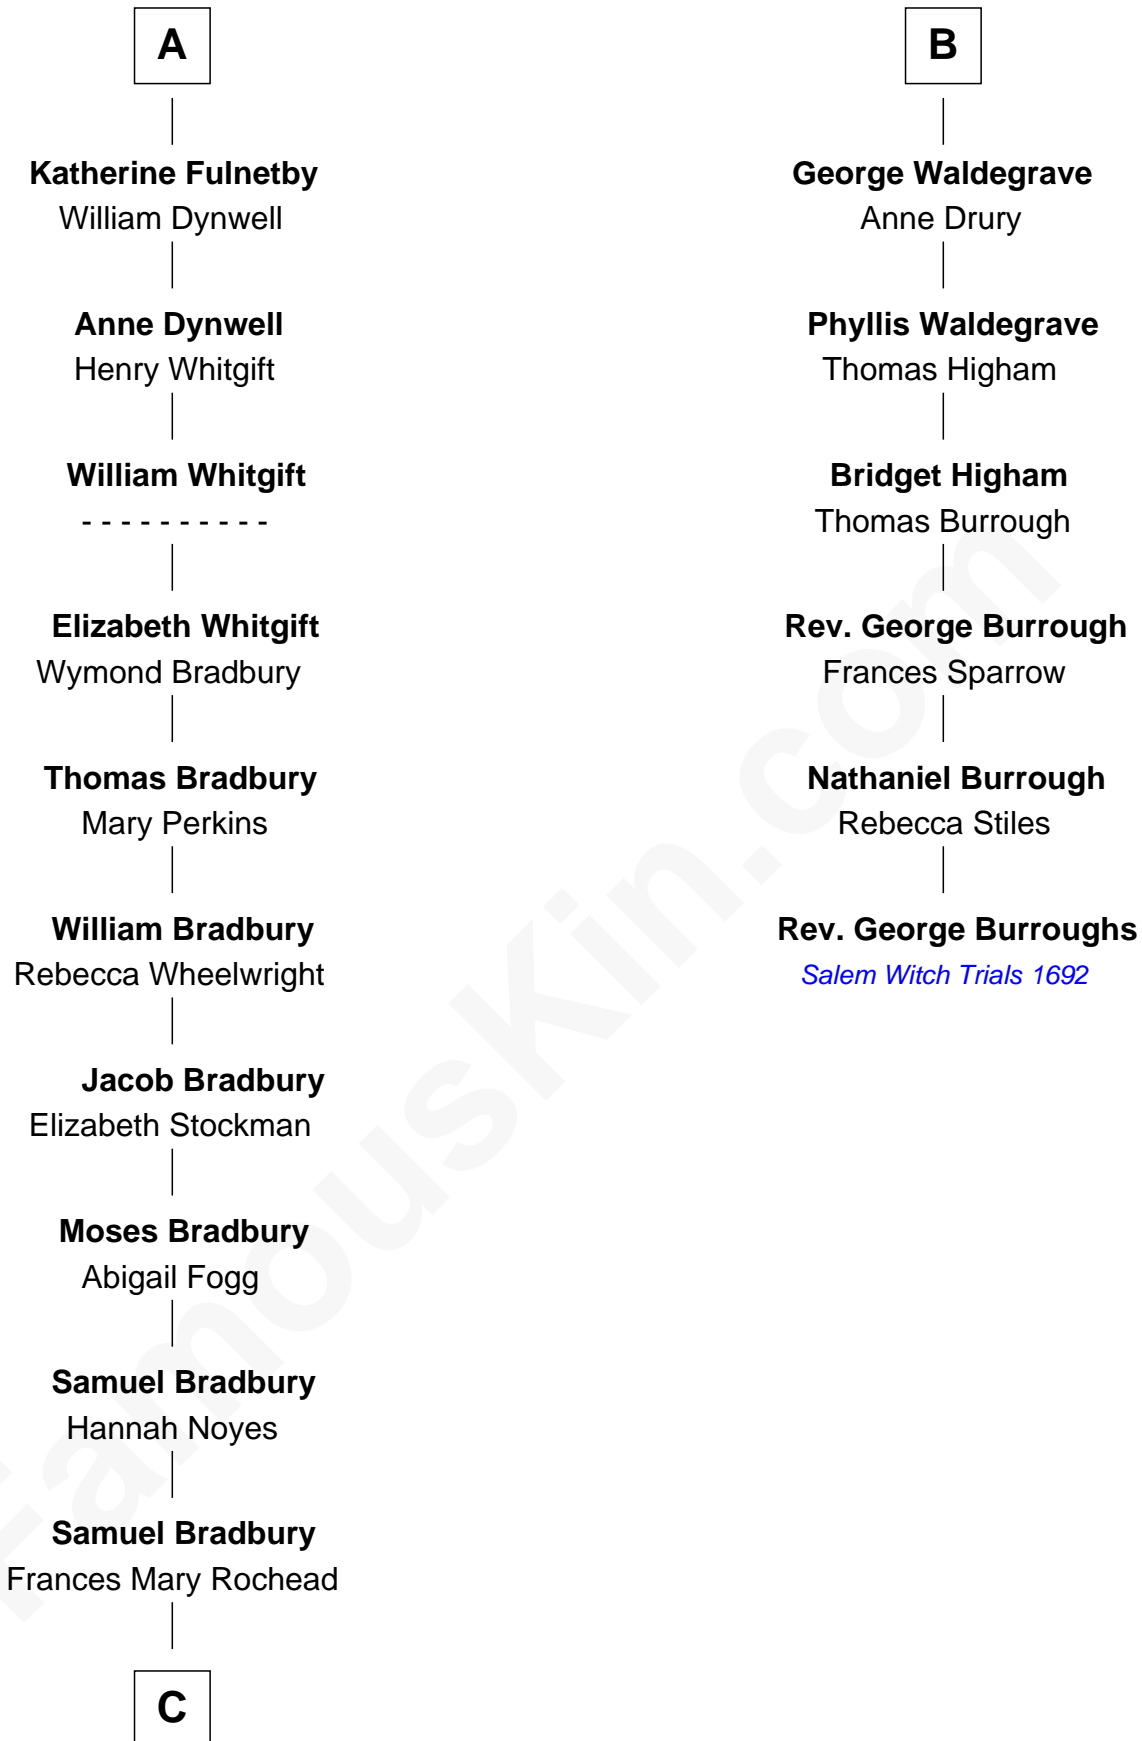 A
Katherine Fulnetby
William Dynwell
Anne Dynwell
Henry Whitgift
William Whitgift
- - - - - - - - - -
Elizabeth Whitgift
Wymond Bradbury
Thomas Bradbury
Mary Perkins
William Bradbury
Rebecca Wheelwright
Jacob Bradbury
Elizabeth Stockman
Moses Bradbury
Abigail Fogg
Samuel Bradbury
Hannah Noyes
Samuel Bradbury
Frances Mary Rochead
C
B
George Waldegrave
Anne Drury
Phyllis Waldegrave
Thomas Higham
Bridget Higham
Thomas Burrough
Rev. George Burrough
Frances Sparrow
Nathaniel Burrough
Rebecca Stiles
Rev. George Burroughs
Salem Witch Trials 1692
FamousKin.com